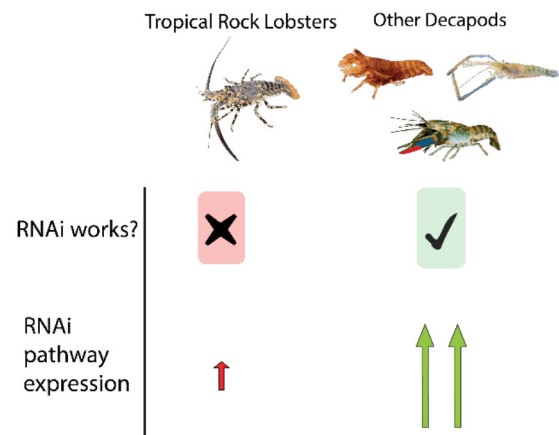 Tropical Rock Lobsters
Other Decapods
RNAi works?
RNAi
pathway
expression